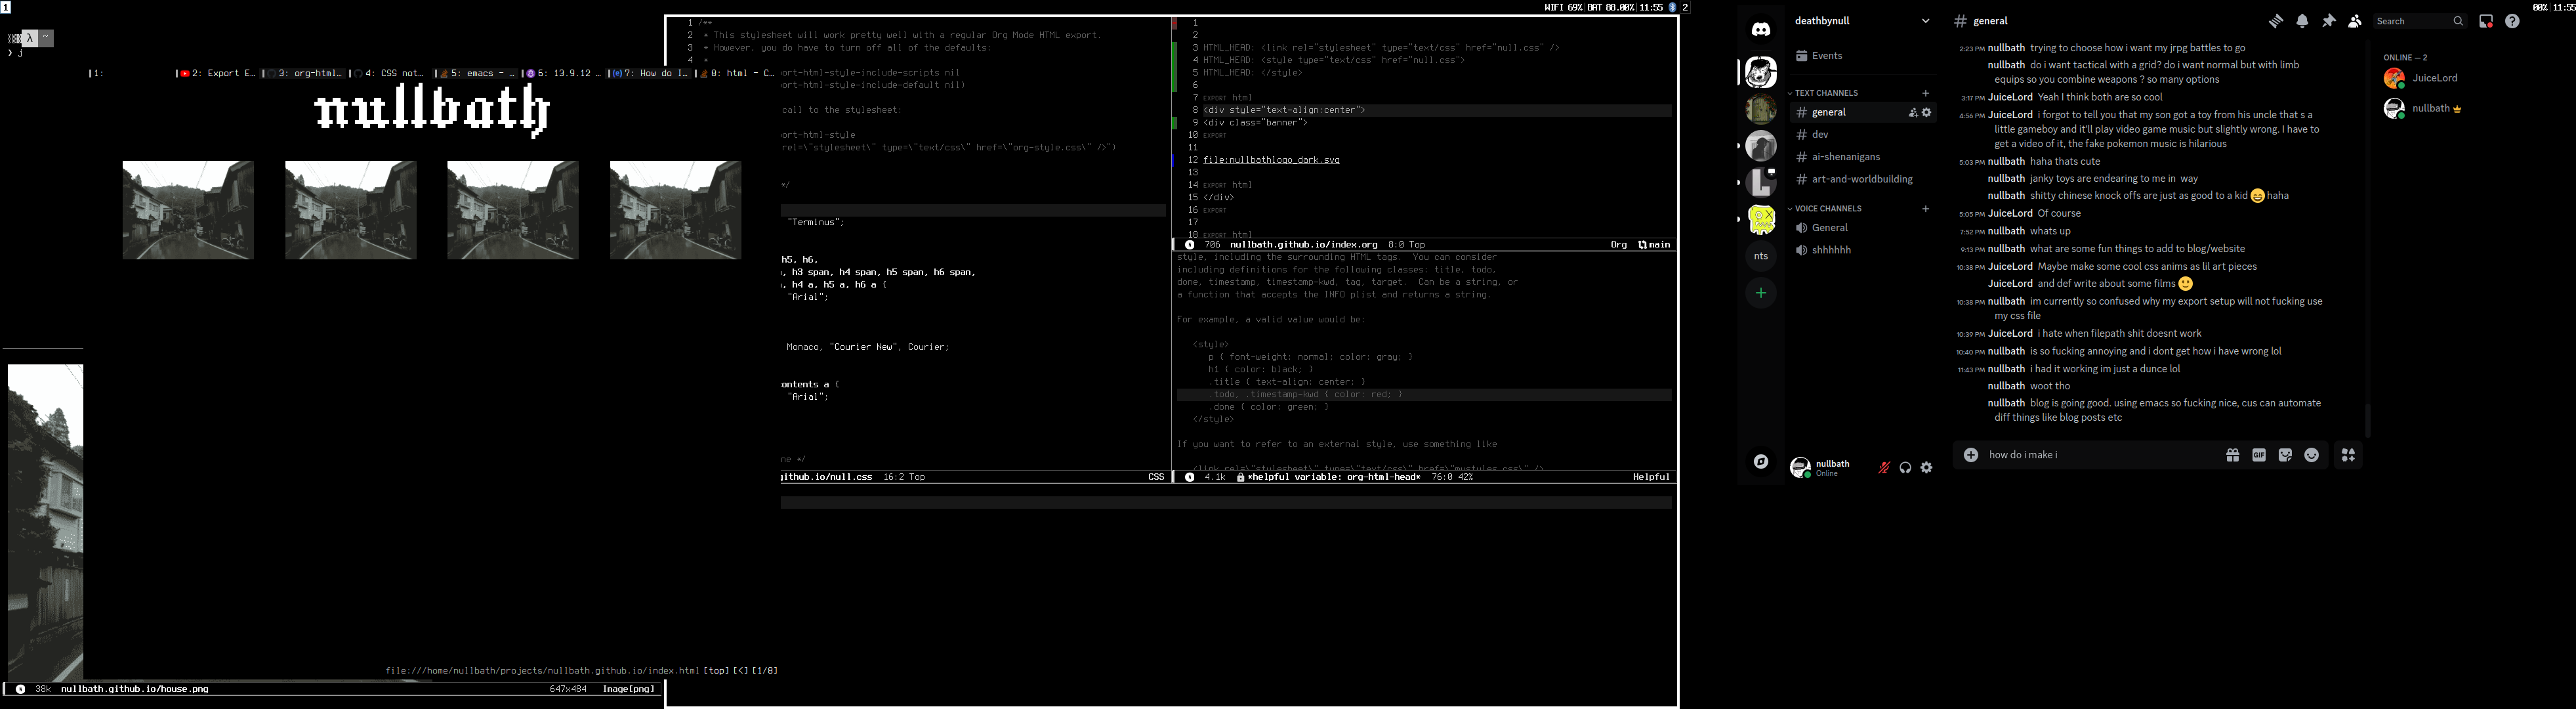 1
WIFI 69% BAT 88.00% 11:55 2
λ ~
❯ j
1:
2: Export E…
3: org-html…
4: CSS not…
5: emacs – …
6: 13.9.12 …
7: How do I…
8: html – C…
nullbath
file:///home/nullbath/projects/nullbath.github.io/index.html [top] [<] [1/8]
38k nullbath.github.io/house.png 647x484 Image[png]
1 /**
2 * This stylesheet will work pretty well with a regular Org Mode HTML export.
3 * However, you do have to turn off all of the defaults:
4 *
ort-html-style-include-scripts nil
ort-html-style-include-default nil)
call to the stylesheet:
ort-html-style
rel=\"stylesheet\" type=\"text/css\" href=\"org-style.css\" />")
*/
"Terminus";
h5, h6,
, h3 span, h4 span, h5 span, h6 span,
, h4 a, h5 a, h6 a {
"Arial";
Monaco, "Courier New", Courier;
ontents a {
"Arial";
ne */
github.io/null.css 16:2 Top CSS
1
2
3 HTML_HEAD: <link rel="stylesheet" type="text/css" href="null.css" />
4 HTML_HEAD: <style type="text/css" href="null.css">
5 HTML_HEAD: </style>
6
7 EXPORT html
8 <div style="text-align:center">
9 <div class="banner">
10 EXPORT
11
12 file:nullbathlogo_dark.svg
13
14 EXPORT html
15 </div>
16 EXPORT
17
18 EXPORT html
706 nullbath.github.io/index.org 8:0 Top Org main
style, including the surrounding HTML tags. You can consider
including definitions for the following classes: title, todo,
done, timestamp, timestamp-kwd, tag, target. Can be a string, or
a function that accepts the INFO plist and returns a string.
For example, a valid value would be:
<style>
p { font-weight: normal; color: gray; }
h1 { color: black; }
.title { text-align: center; }
.todo, .timestamp-kwd { color: red; }
.done { color: green; }
</style>
If you want to refer to an external style, use something like
<link rel=\"stylesheet\" type=\"text/css\" href=\"mystyles.css\" />
4.1k *helpful variable: org-html-head* 76:0 42% Helpful
deathbynull
Events
TEXT CHANNELS
general
dev
ai-shenanigans
art-and-worldbuilding
VOICE CHANNELS
General
shhhhhh
nts
nullbath
Online
# general
Search
00% 11:55
2:23 PM nullbath trying to choose how i want my jrpg battles to go
nullbath do i want tactical with a grid? do i want normal but with limb
equips so you combine weapons ? so many options
3:17 PM JuiceLord Yeah I think both are so cool
4:56 PM JuiceLord i forgot to tell you that my son got a toy from his uncle that s a
little gameboy and it'll play video game music but slightly wrong. I have to
get a video of it, the fake pokemon music is hilarious
5:03 PM nullbath haha thats cute
nullbath janky toys are endearing to me in way
nullbath shitty chinese knock offs are just as good to a kid 😄 haha
5:05 PM JuiceLord Of course
7:52 PM nullbath whats up
9:13 PM nullbath what are some fun things to add to blog/website
10:38 PM JuiceLord Maybe make some cool css anims as lil art pieces
JuiceLord and def write about some films 🙂
10:38 PM nullbath im currently so confused why my export setup will not fucking use
my css file
10:39 PM JuiceLord i hate when filepath shit doesnt work
10:40 PM nullbath is so fucking annoying and i dont get how i have wrong lol
11:43 PM nullbath i had it working im just a dunce lol
nullbath woot tho
nullbath blog is going good. using emacs so fucking nice, cus can automate
diff things like blog posts etc
how do i make i
GIF
ONLINE — 2
JuiceLord
nullbath